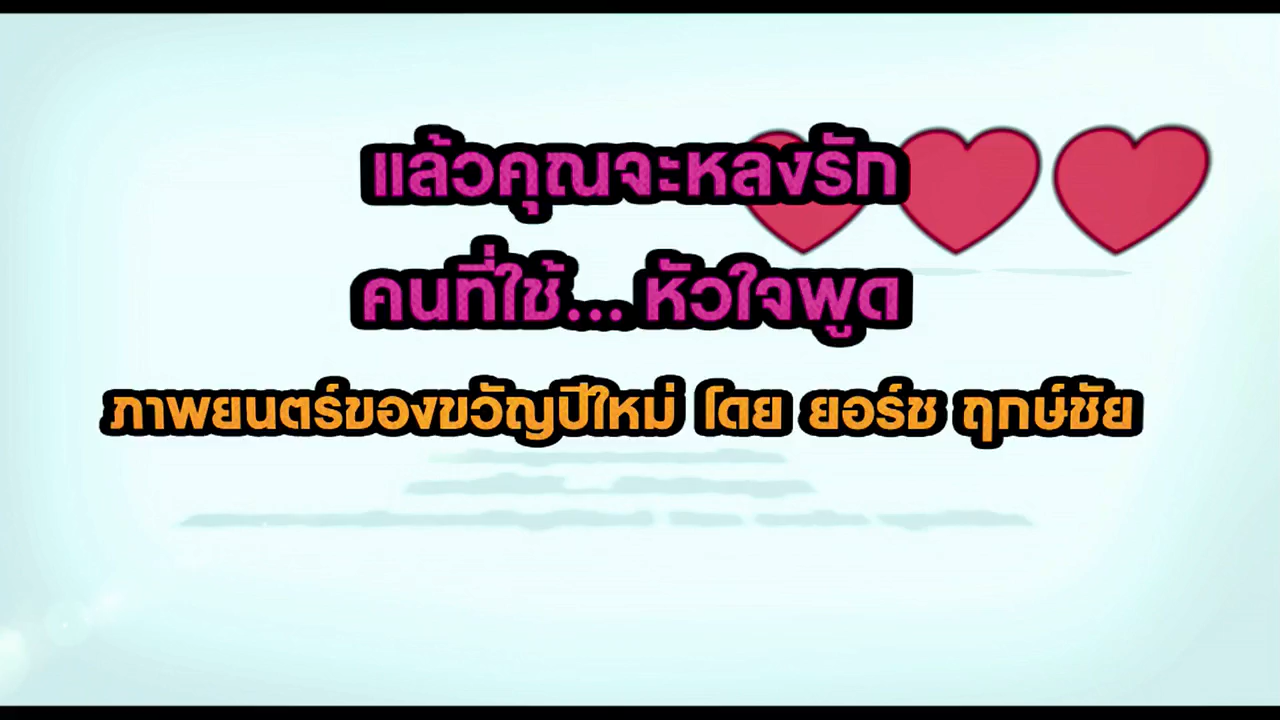 แล้วคุณจะหลงรัก
คนที่ใช้... หัวใจพูด
ภาพยนตร์ของขวัญปีใหม่ โดย ยอร์ช ฤกษ์ชัย